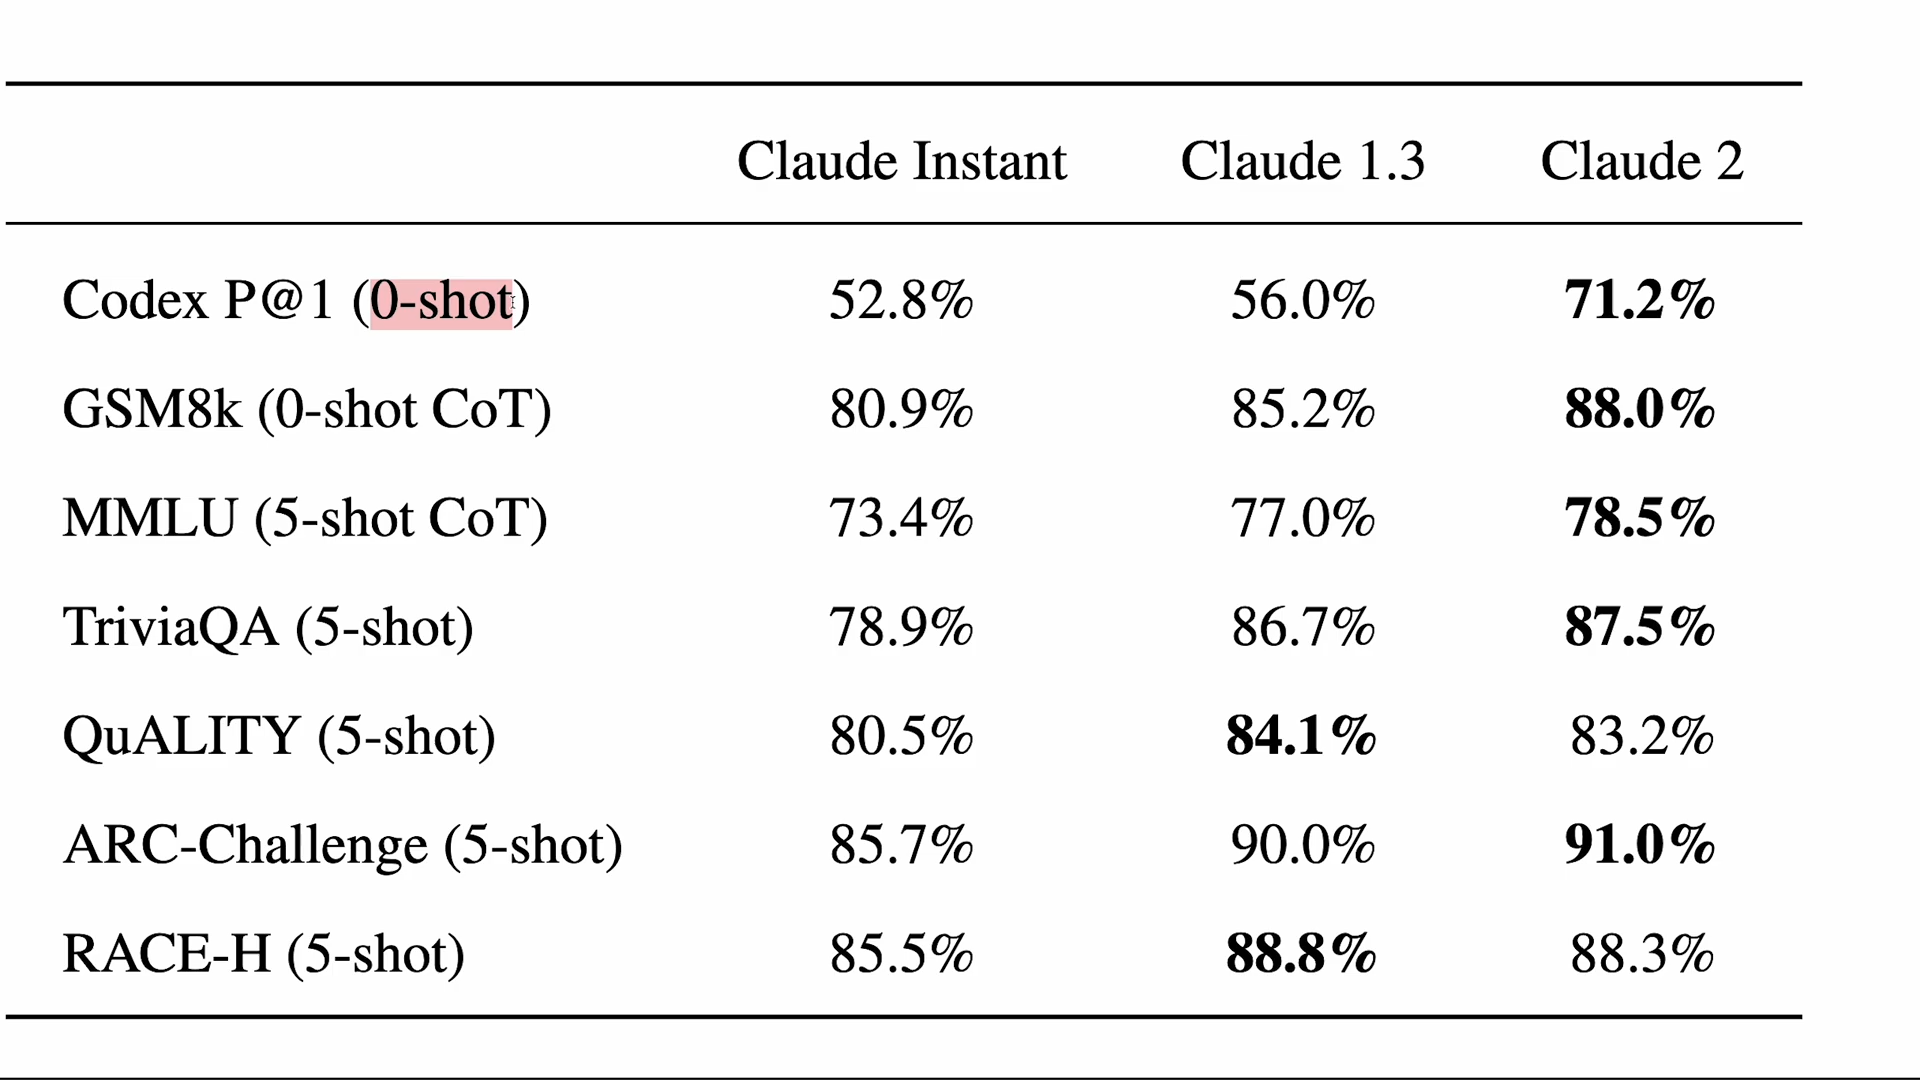 Claude Instant Claude 1.3 Claude 2
Codex P@1 (0-shot) 52.8% 56.0% 71.2%
GSM8k (0-shot CoT) 80.9% 85.2% 88.0%
MMLU (5-shot CoT) 73.4% 77.0% 78.5%
TriviaQA (5-shot) 78.9% 86.7% 87.5%
QuALITY (5-shot) 80.5% 84.1% 83.2%
ARC-Challenge (5-shot) 85.7% 90.0% 91.0%
RACE-H (5-shot) 85.5% 88.8% 88.3%